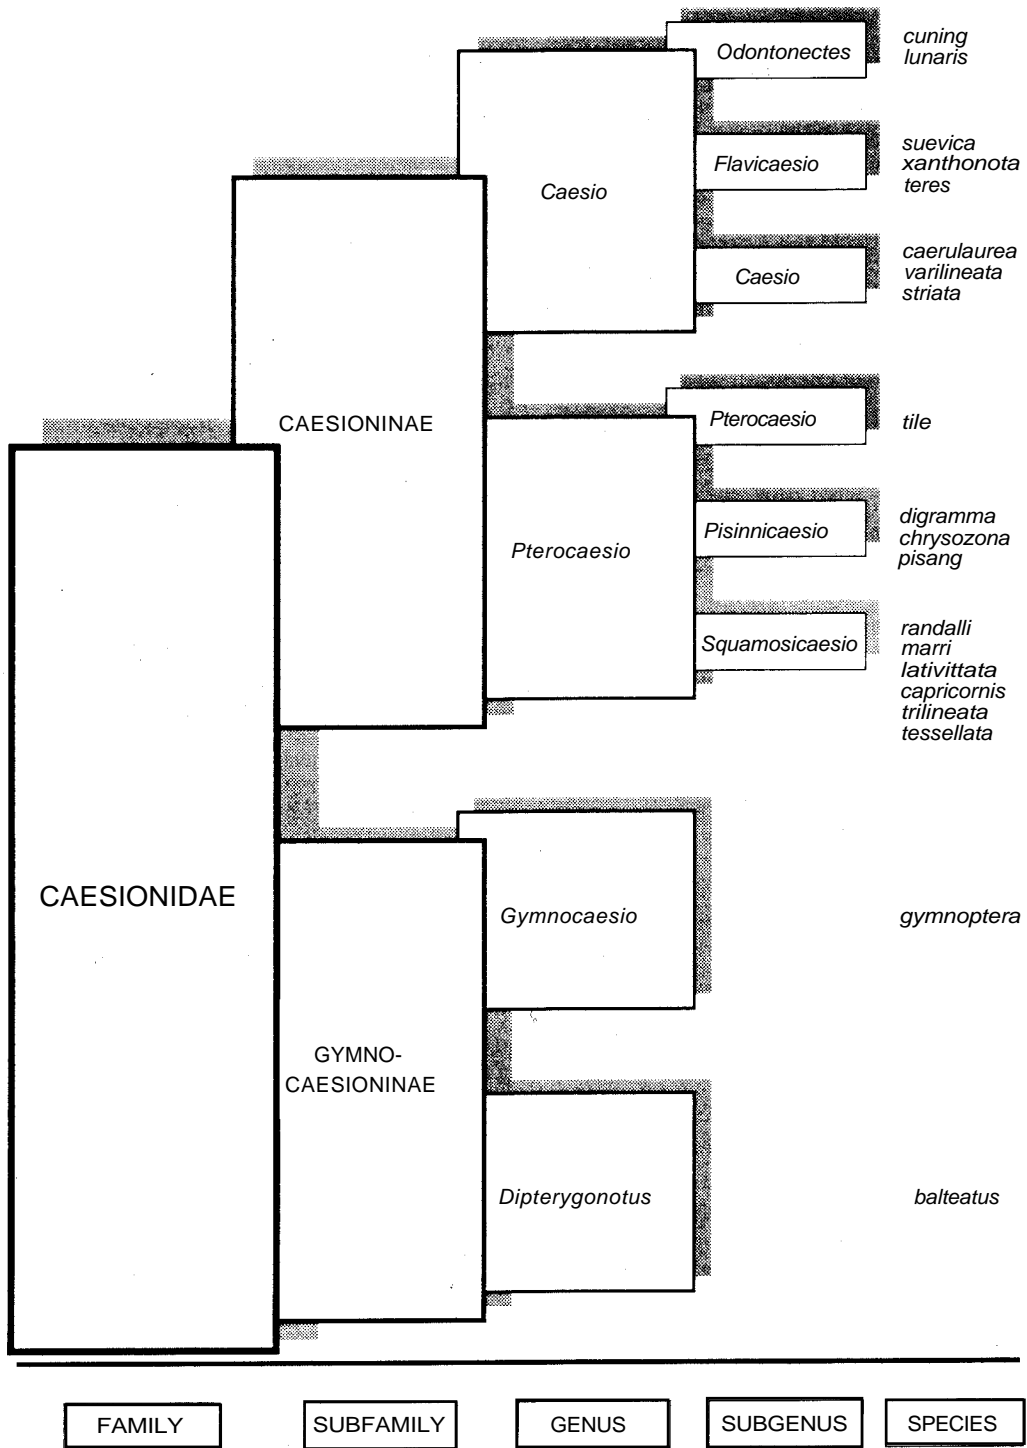 Odontonectes
cuning
lunaris
Flavicaesio
suevica
xanthonota
teres
Caesio
Caesio
caerulaurea
varilineata
striata
CAESIONINAE
Pterocaesio
tile
Pterocaesio
Pisinnicaesio
digramma
chrysozona
pisang
Squamosicaesio
randalli
marri
lativittata
capricornis
trilineata
tessellata
CAESIONIDAE
Gymnocaesio
gymnoptera
GYMNO-
CAESIONINAE
Dipterygonotus
balteatus
FAMILY
SUBFAMILY
GENUS
SUBGENUS
SPECIES